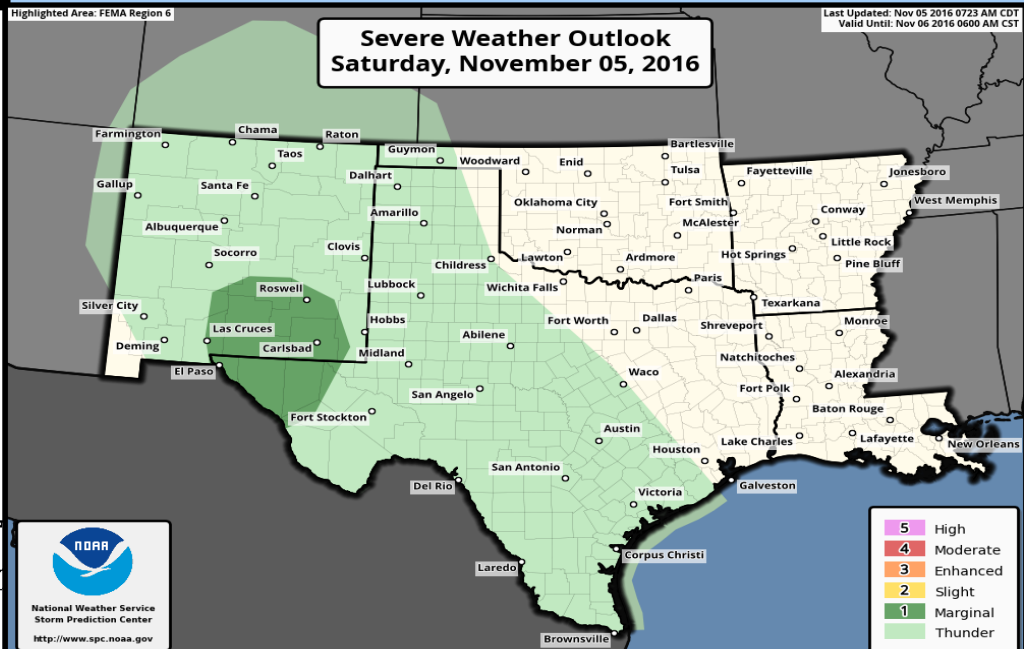 Highlighted Area: FEMA Region 6
Severe Weather Outlook
Saturday, November 05, 2016
Last Updated: Nov 05 2016 0723 AM CDT
Valid Until: Nov 06 2016 0600 AM CST
Farmington
Chama
Raton
Taos
Guymon
Woodward
Enid
Bartlesville
Tulsa
Fayetteville
Jonesboro
Gallup
Santa Fe
Dalhart
Oklahoma City
Fort Smith
West Memphis
Albuquerque
Amarillo
Norman
McAlester
Conway
Socorro
Clovis
Childress
Lawton
Ardmore
Hot Springs
Little Rock
Pine Bluff
Roswell
Lubbock
Wichita Falls
Paris
Texarkana
Silver City
Las Cruces
Hobbs
Abilene
Fort Worth
Dallas
Shreveport
Monroe
Deming
Carlsbad
Midland
Natchitoches
El Paso
San Angelo
Waco
Fort Polk
Alexandria
Fort Stockton
Austin
Baton Rouge
Houston
Lake Charles
Lafayette
New Orleans
Del Rio
San Antonio
Victoria
Galveston
Laredo
Corpus Christi
Brownsville
NOAA
National Weather Service
Storm Prediction Center
http://www.spc.noaa.gov
5 High
4 Moderate
3 Enhanced
2 Slight
1 Marginal
Thunder